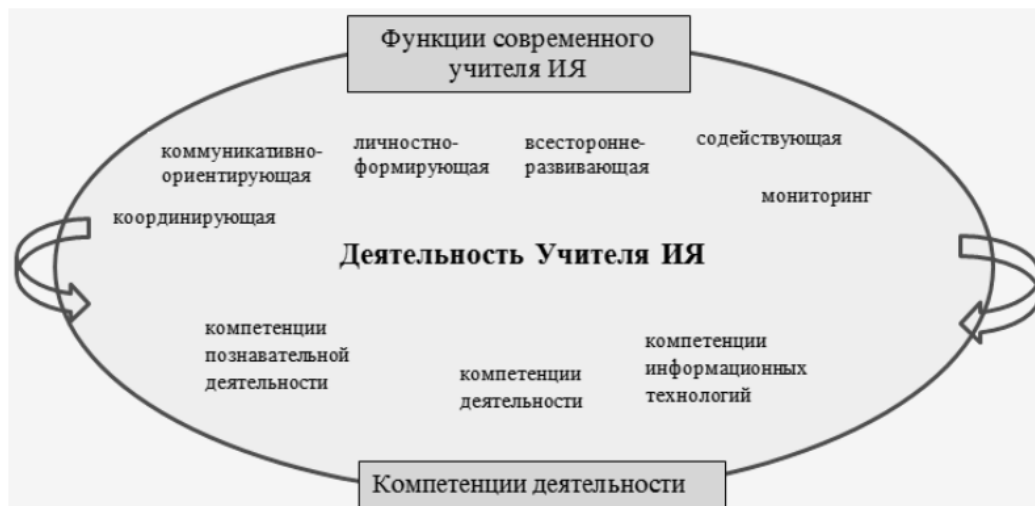 Функции современного
учителя ИЯ
коммуникативно-
ориентирующая
личностно-
формирующая
всесторонне-
развивающая
содействующая
мониторинг
координирующая
Деятельность Учителя ИЯ
компетенции
познавательной
деятельности
компетенции
деятельности
компетенции
информационных
технологий
Компетенции деятельности